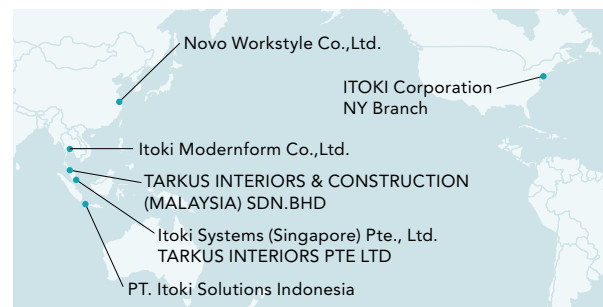 Novo Workstyle Co.,Ltd.
ITOKI Corporation
NY Branch
Itoki Modernform Co.,Ltd.
TARKUS INTERIORS & CONSTRUCTION
(MALAYSIA) SDN.BHD
Itoki Systems (Singapore) Pte., Ltd.
TARKUS INTERIORS PTE LTD
PT. Itoki Solutions Indonesia